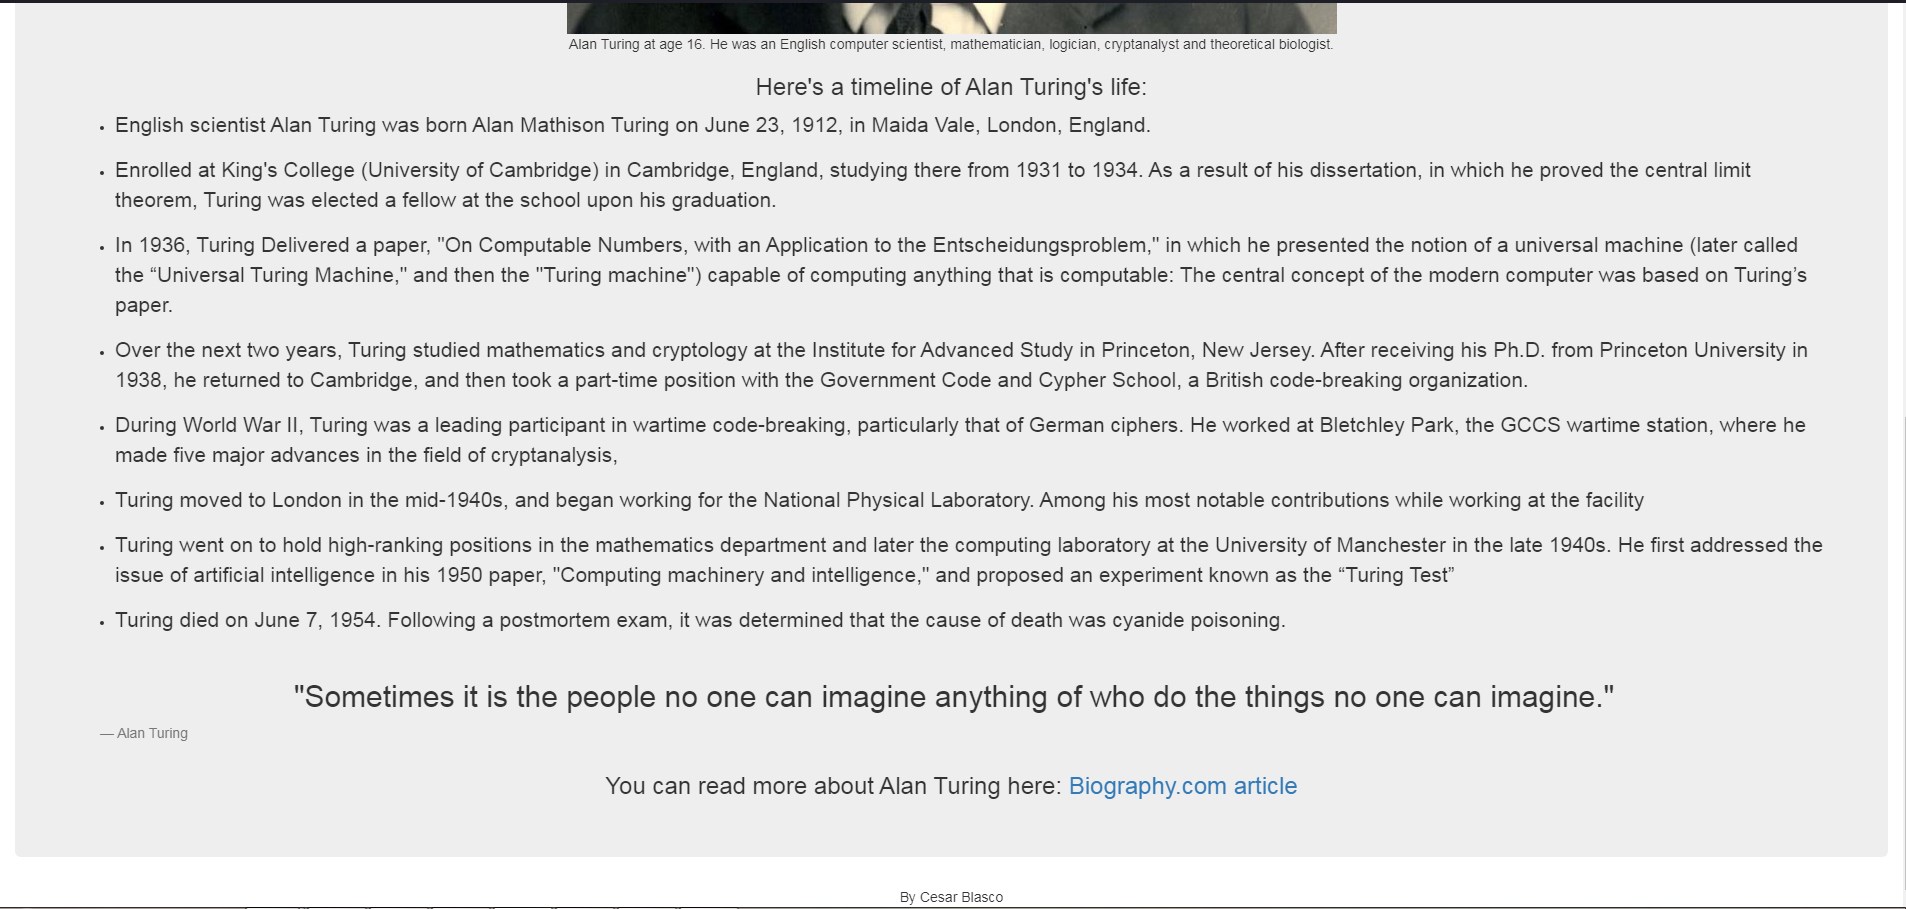 Alan Turing at age 16. He was an English computer scientist, mathematician, logician, cryptanalyst and theoretical biologist.
Here's a timeline of Alan Turing's life:
• English scientist Alan Turing was born Alan Mathison Turing on June 23, 1912, in Maida Vale, London, England.
• Enrolled at King's College (University of Cambridge) in Cambridge, England, studying there from 1931 to 1934. As a result of his dissertation, in which he proved the central limit
theorem, Turing was elected a fellow at the school upon his graduation.
• In 1936, Turing Delivered a paper, "On Computable Numbers, with an Application to the Entscheidungsproblem," in which he presented the notion of a universal machine (later called
the “Universal Turing Machine," and then the "Turing machine") capable of computing anything that is computable: The central concept of the modern computer was based on Turing’s
paper.
• Over the next two years, Turing studied mathematics and cryptology at the Institute for Advanced Study in Princeton, New Jersey. After receiving his Ph.D. from Princeton University in
1938, he returned to Cambridge, and then took a part-time position with the Government Code and Cypher School, a British code-breaking organization.
• During World War II, Turing was a leading participant in wartime code-breaking, particularly that of German ciphers. He worked at Bletchley Park, the GCCS wartime station, where he
made five major advances in the field of cryptanalysis,
• Turing moved to London in the mid-1940s, and began working for the National Physical Laboratory. Among his most notable contributions while working at the facility
• Turing went on to hold high-ranking positions in the mathematics department and later the computing laboratory at the University of Manchester in the late 1940s. He first addressed the
issue of artificial intelligence in his 1950 paper, "Computing machinery and intelligence," and proposed an experiment known as the “Turing Test”
• Turing died on June 7, 1954. Following a postmortem exam, it was determined that the cause of death was cyanide poisoning.
"Sometimes it is the people no one can imagine anything of who do the things no one can imagine."
— Alan Turing
You can read more about Alan Turing here: Biography.com article
By Cesar Blasco